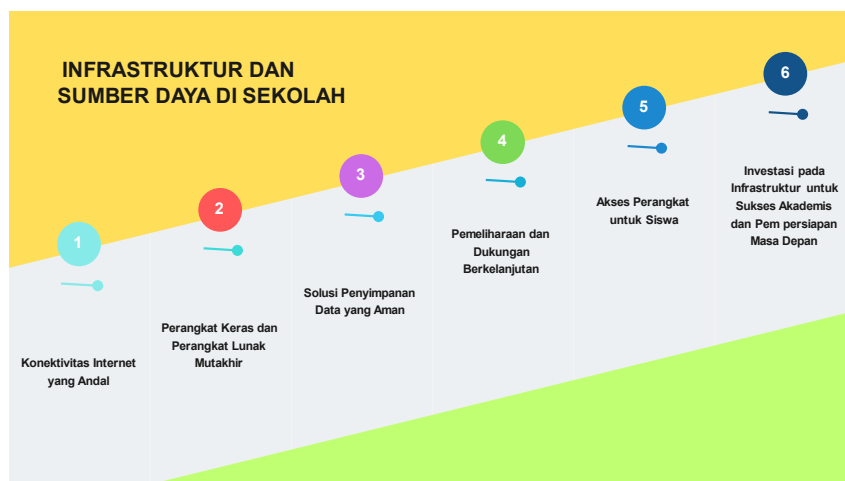 INFRASTRUKTUR DAN
SUMBER DAYA DI SEKOLAH
1
Konektivitas Internet
yang Andal
2
Perangkat Keras dan
Perangkat Lunak
Mutakhir
3
Solusi Penyimpanan
Data yang Aman
4
Pemeliharaan dan
Dukungan
Berkelanjutan
5
Akses Perangkat
untuk Siswa
6
Investasi pada
Infrastruktur untuk
Sukses Akademis
dan Pem persiapan
Masa Depan